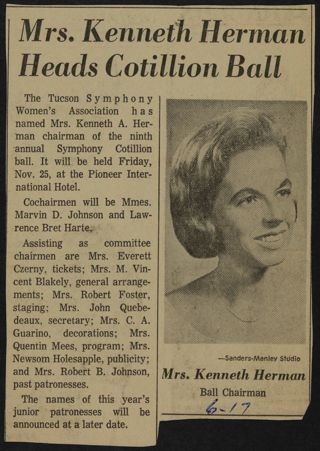 Mrs. Kenneth Herman
Heads Cotillion Ball
The Tucson Symphony
Women's Association has
named Mrs. Kenneth A. Her-
man chairman of the ninth
annual Symphony Cotillion
ball. It will be held Friday,
Nov. 25, at the Pioneer Inter-
national Hotel.
Cochairmen will be Mmes.
Marvin D. Johnson and Law-
rence Bret Harte.
Assisting as committee
chairmen are Mrs. Everett
Czerny, tickets; Mrs. M. Vin-
cent Blakely, general arrange-
ments; Mrs. Robert Foster,
staging; Mrs. John Quebe-
deaux, secretary; Mrs. C. A.
Guarino, decorations; Mrs.
Quentin Mees, program; Mrs.
Newsom Holesapple, publicity;
and Mrs. Robert B. Johnson,
past patronesses.
The names of this year's
junior patronesses will be
announced at a later date.
—Sanders-Manley Studio
Mrs. Kenneth Herman
Ball Chairman
6-17